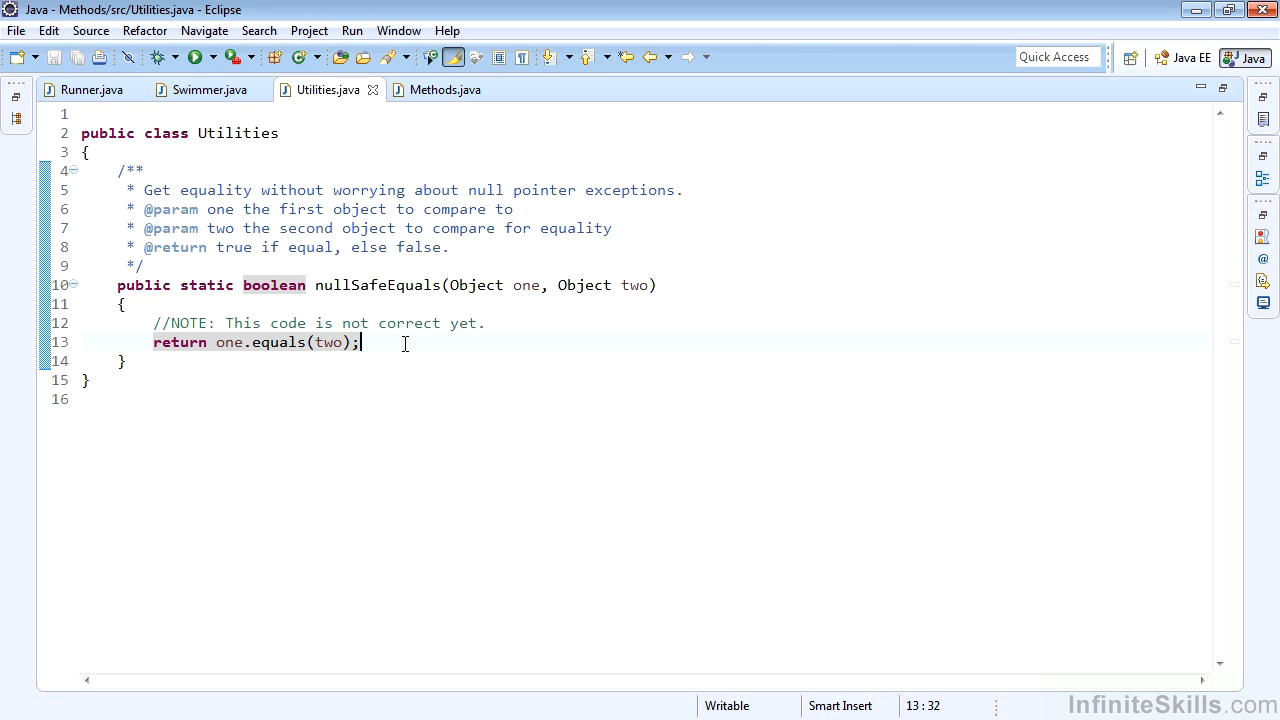 Java - Methods/src/Utilities.java - Eclipse
File Edit Source Refactor Navigate Search Project Run Window Help
Quick Access Java EE Java
Runner.java Swimmer.java Utilities.java Methods.java
1
2 public class Utilities
3 {
4 /**
5 * Get equality without worrying about null pointer exceptions.
6 * @param one the first object to compare to
7 * @param two the second object to compare for equality
8 * @return true if equal, else false.
9 */
10 public static boolean nullSafeEquals(Object one, Object two)
11 {
12 //NOTE: This code is not correct yet.
13 return one.equals(two);
14 }
15 }
16
Writable Smart Insert 13 : 32
InfiniteSkills.com